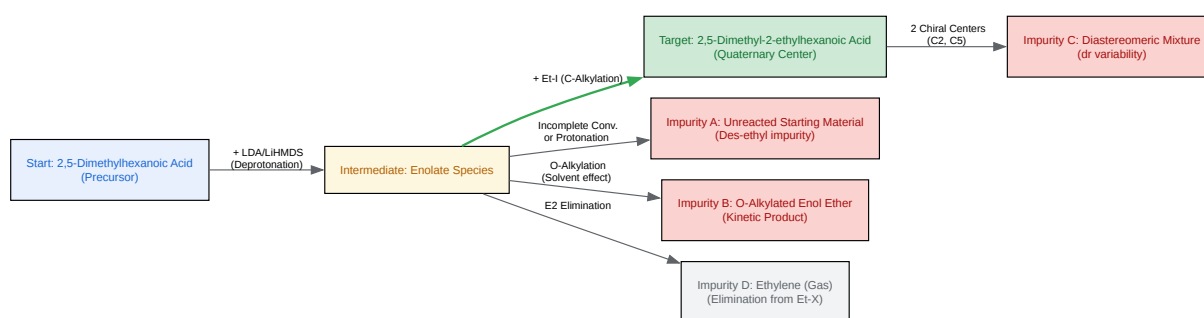 Start: 2,5-Dimethylhexanoic Acid
(Precursor)
+ LDA/LiHMDS
(Deprotonation)
Intermediate: Enolate Species
+ Et-I (C-Alkylation)
Target: 2,5-Dimethyl-2-ethylhexanoic Acid
(Quaternary Center)
2 Chiral Centers
(C2, C5)
Impurity C: Diastereomeric Mixture
(dr variability)
Incomplete Conv.
or Protonation
Impurity A: Unreacted Starting Material
(Des-ethyl impurity)
O-Alkylation
(Solvent effect)
Impurity B: O-Alkylated Enol Ether
(Kinetic Product)
E2 Elimination
Impurity D: Ethylene (Gas)
(Elimination from Et-X)